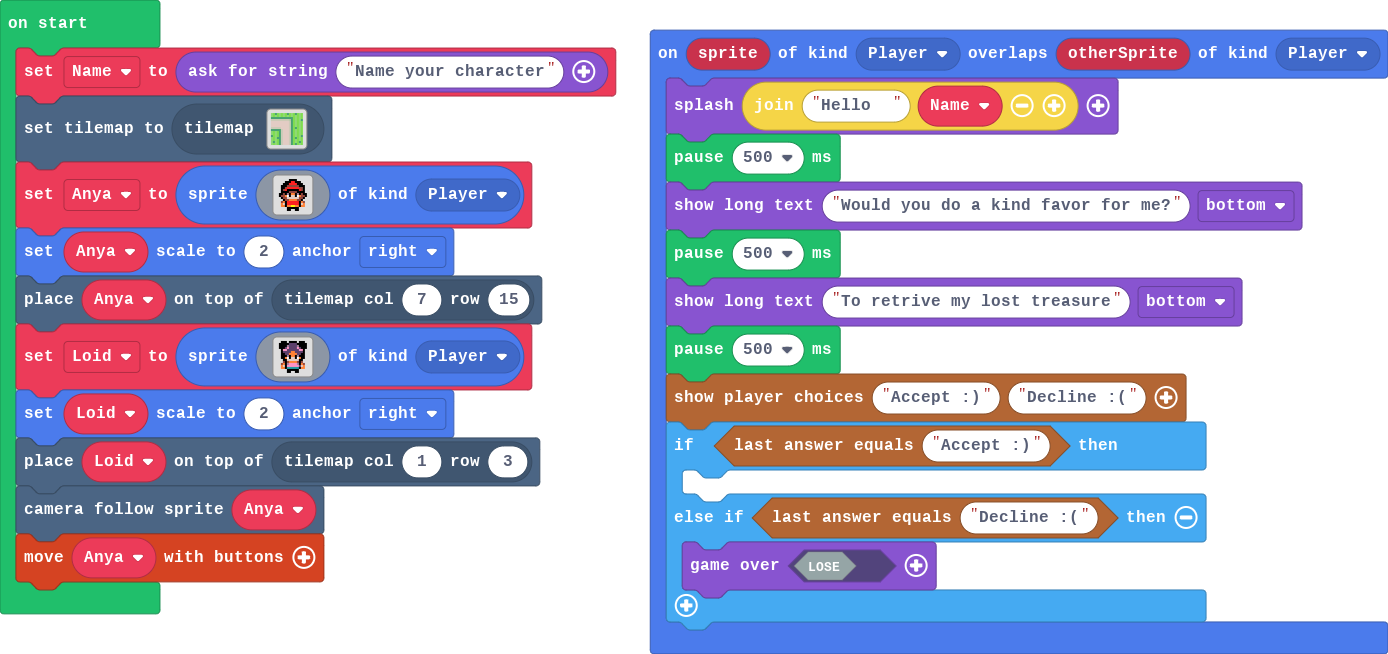 on start
set Name to ask for string "Name your character"
set tilemap to tilemap
set Anya to sprite of kind Player
set Anya scale to 2 anchor right
place Anya on top of tilemap col 7 row 15
set Loid to sprite of kind Player
set Loid scale to 2 anchor right
place Loid on top of tilemap col 1 row 3
camera follow sprite Anya
move Anya with buttons
on sprite of kind Player overlaps otherSprite of kind Player
splash join "Hello " Name
pause 500 ms
show long text "Would you do a kind favor for me?" bottom
pause 500 ms
show long text "To retrive my lost treasure" bottom
pause 500 ms
show player choices "Accept :)" "Decline :("
if last answer equals "Accept :)" then
else if last answer equals "Decline :(" then
game over LOSE